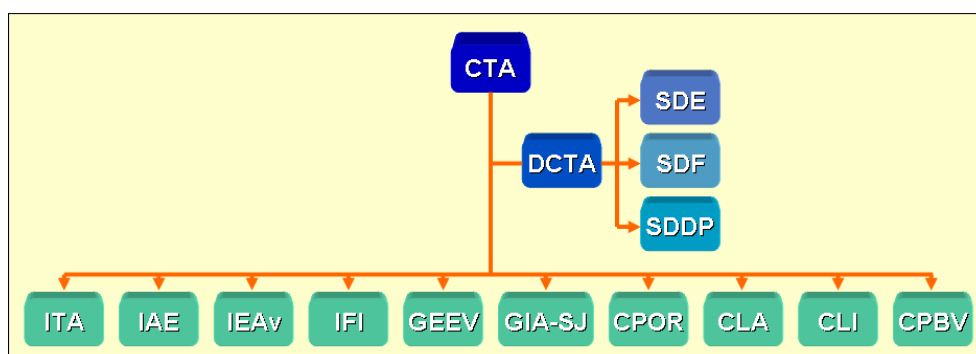 CTA
SDE
DCTA
SDF
SDDP
ITA
IAE
IEAv
IFI
GEEV
GIA-SJ
CPOR
CLA
CLI
CPBV